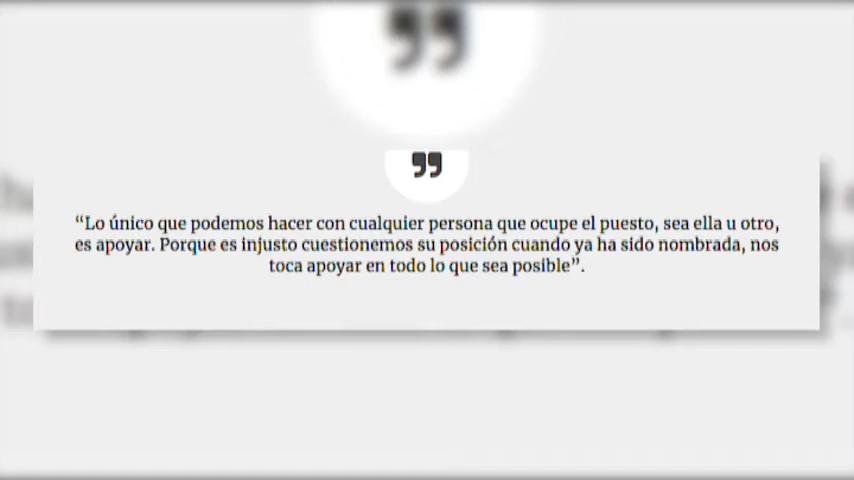 “Lo único que podemos hacer con cualquier persona que ocupe el puesto, sea ella u otro,
es apoyar. Porque es injusto cuestionemos su posición cuando ya ha sido nombrada, nos
toca apoyar en todo lo que sea posible”.